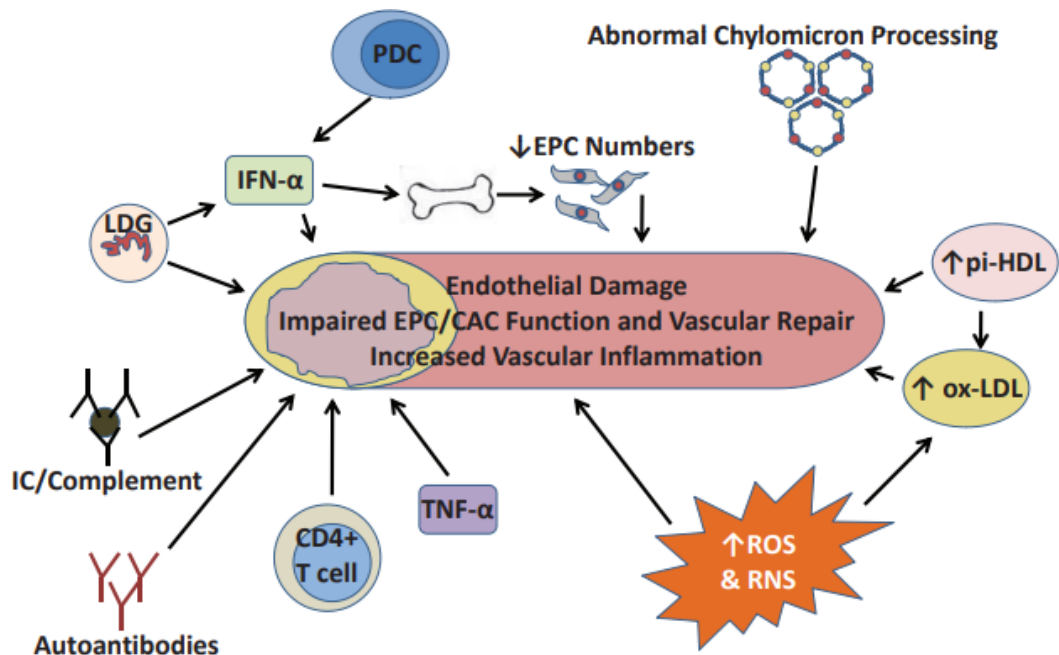 PDC
Abnormal Chylomicron Processing
↓EPC Numbers
IFN-α
LDG
↑pi-HDL
Endothelial Damage
Impaired EPC/CAC Function and Vascular Repair
Increased Vascular Inflammation
↑ ox-LDL
IC/Complement
TNF-α
CD4+
T cell
↑ROS
& RNS
Autoantibodies